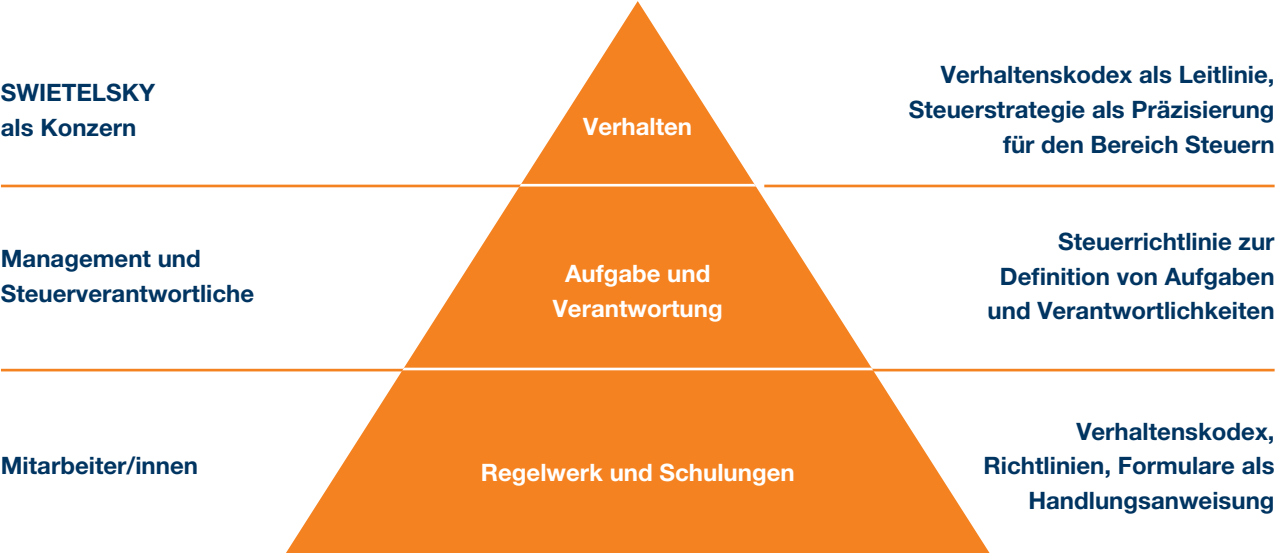 SWIETELSKY
als Konzern
Verhalten
Verhaltenskodex als Leitlinie,
Steuerstrategie als Präzisierung
für den Bereich Steuern
Management und
Steuerverantwortliche
Aufgabe und
Verantwortung
Steuerrichtlinie zur
Definition von Aufgaben
und Verantwortlichkeiten
Mitarbeiter/innen
Regelwerk und Schulungen
Verhaltenskodex,
Richtlinien, Formulare als
Handlungsanweisung